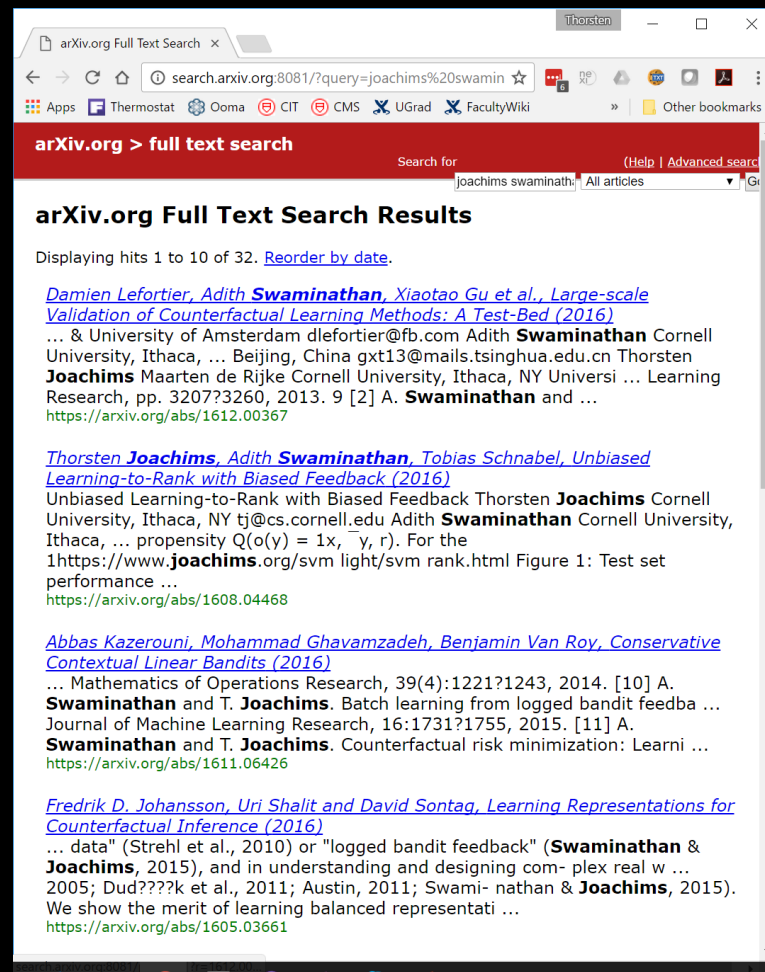 Thorsten
arXiv.org Full Text Search
search.arxiv.org:8081/?query=joachims%20swamin
6
Apps Thermostat Ooma CIT CMS UGrad FacultyWiki » Other bookmarks
arXiv.org > full text search
Search for (Help | Advanced search
joachims swaminatha All articles Go
arXiv.org Full Text Search Results
Displaying hits 1 to 10 of 32. Reorder by date.
Damien Lefortier, Adith Swaminathan, Xiaotao Gu et al., Large-scale
Validation of Counterfactual Learning Methods: A Test-Bed (2016)
... & University of Amsterdam dlefortier@fb.com Adith Swaminathan Cornell
University, Ithaca, ... Beijing, China gxt13@mails.tsinghua.edu.cn Thorsten
Joachims Maarten de Rijke Cornell University, Ithaca, NY Universi ... Learning
Research, pp. 3207?3260, 2013. 9 [2] A. Swaminathan and ...
https://arxiv.org/abs/1612.00367
Thorsten Joachims, Adith Swaminathan, Tobias Schnabel, Unbiased
Learning-to-Rank with Biased Feedback (2016)
Unbiased Learning-to-Rank with Biased Feedback Thorsten Joachims Cornell
University, Ithaca, NY tj@cs.cornell.edu Adith Swaminathan Cornell University,
Ithaca, ... propensity Q(o(y) = 1x, ¯y, r). For the
1https://www.joachims.org/svm light/svm rank.html Figure 1: Test set
performance ...
https://arxiv.org/abs/1608.04468
Abbas Kazerouni, Mohammad Ghavamzadeh, Benjamin Van Roy, Conservative
Contextual Linear Bandits (2016)
... Mathematics of Operations Research, 39(4):1221?1243, 2014. [10] A.
Swaminathan and T. Joachims. Batch learning from logged bandit feedba ...
Journal of Machine Learning Research, 16:1731?1755, 2015. [11] A.
Swaminathan and T. Joachims. Counterfactual risk minimization: Learni ...
https://arxiv.org/abs/1611.06426
Fredrik D. Johansson, Uri Shalit and David Sontag, Learning Representations for
Counterfactual Inference (2016)
... data" (Strehl et al., 2010) or "logged bandit feedback" (Swaminathan &
Joachims, 2015), and in understanding and designing com- plex real w ...
2005; Dud????k et al., 2011; Austin, 2011; Swami- nathan & Joachims, 2015).
We show the merit of learning balanced representati ...
https://arxiv.org/abs/1605.03661